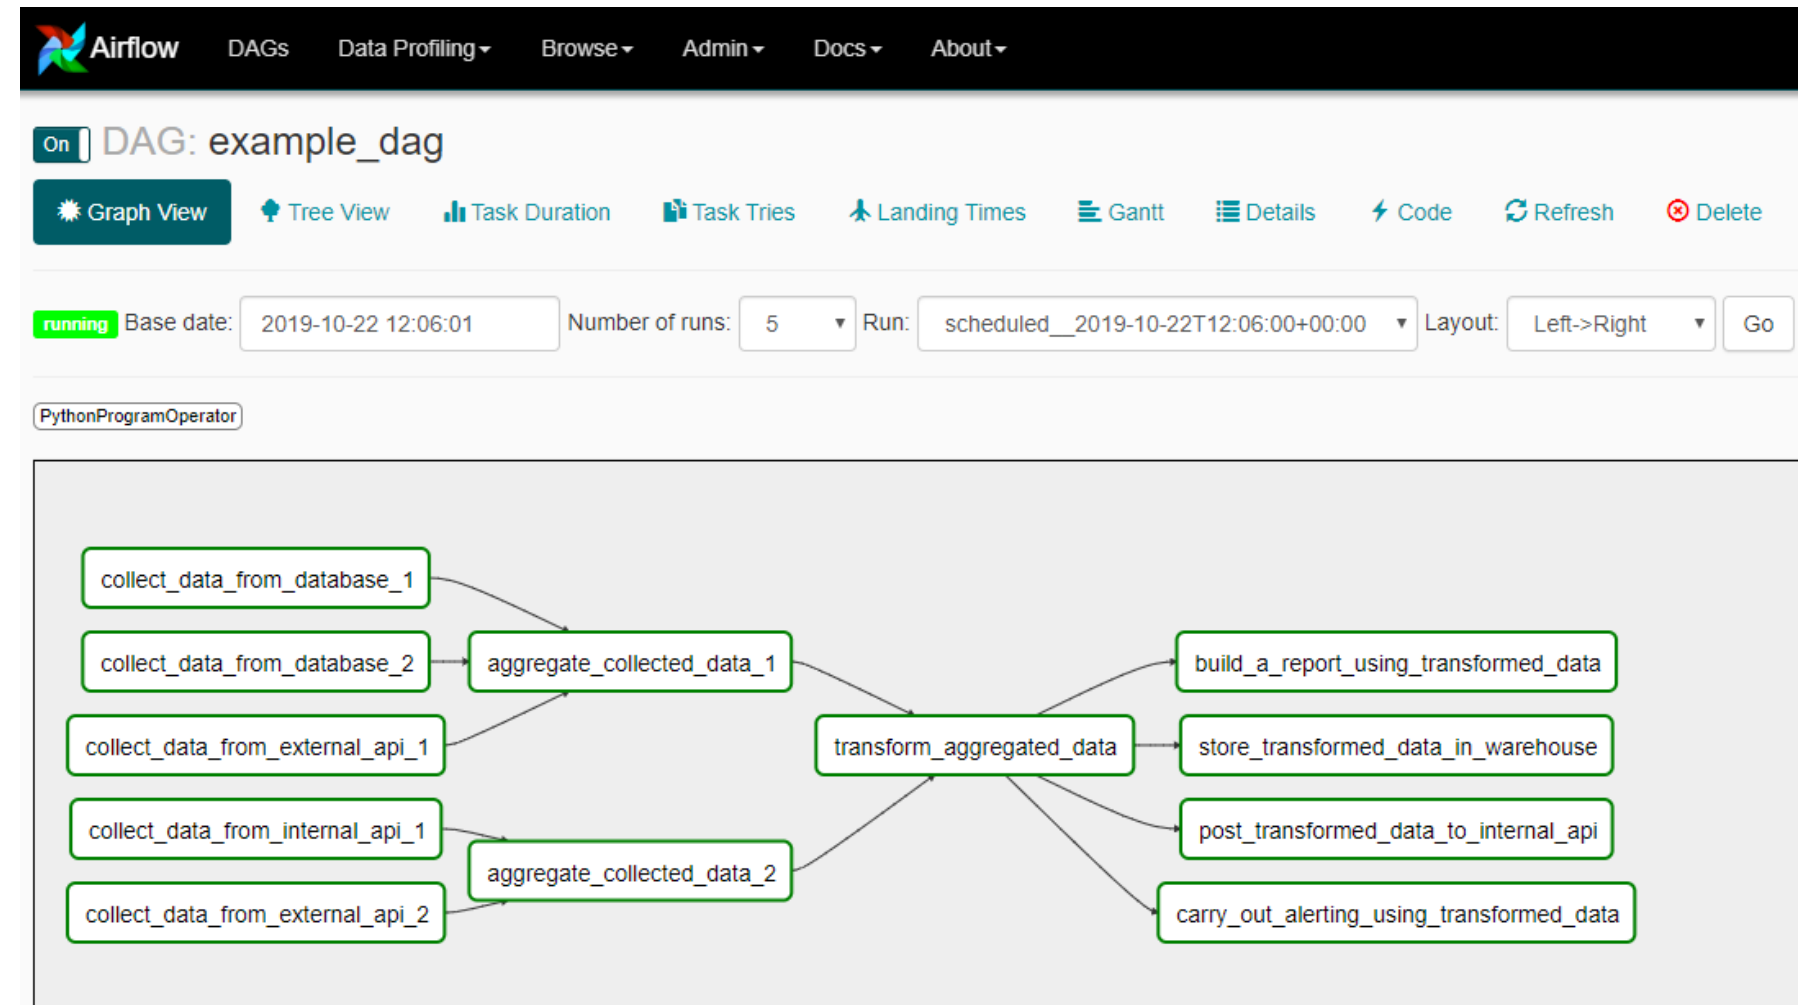 Airflow DAGs Data Profiling Browse Admin Docs About
On DAG: example_dag
Graph View Tree View Task Duration Task Tries Landing Times Gantt Details Code Refresh Delete
running Base date: 2019-10-22 12:06:01 Number of runs: 5 Run: scheduled__2019-10-22T12:06:00+00:00 Layout: Left->Right Go
PythonProgramOperator
collect_data_from_database_1
collect_data_from_database_2 aggregate_collected_data_1 build_a_report_using_transformed_data
collect_data_from_external_api_1 transform_aggregated_data store_transformed_data_in_warehouse
collect_data_from_internal_api_1 post_transformed_data_to_internal_api
aggregate_collected_data_2
collect_data_from_external_api_2 carry_out_alerting_using_transformed_data